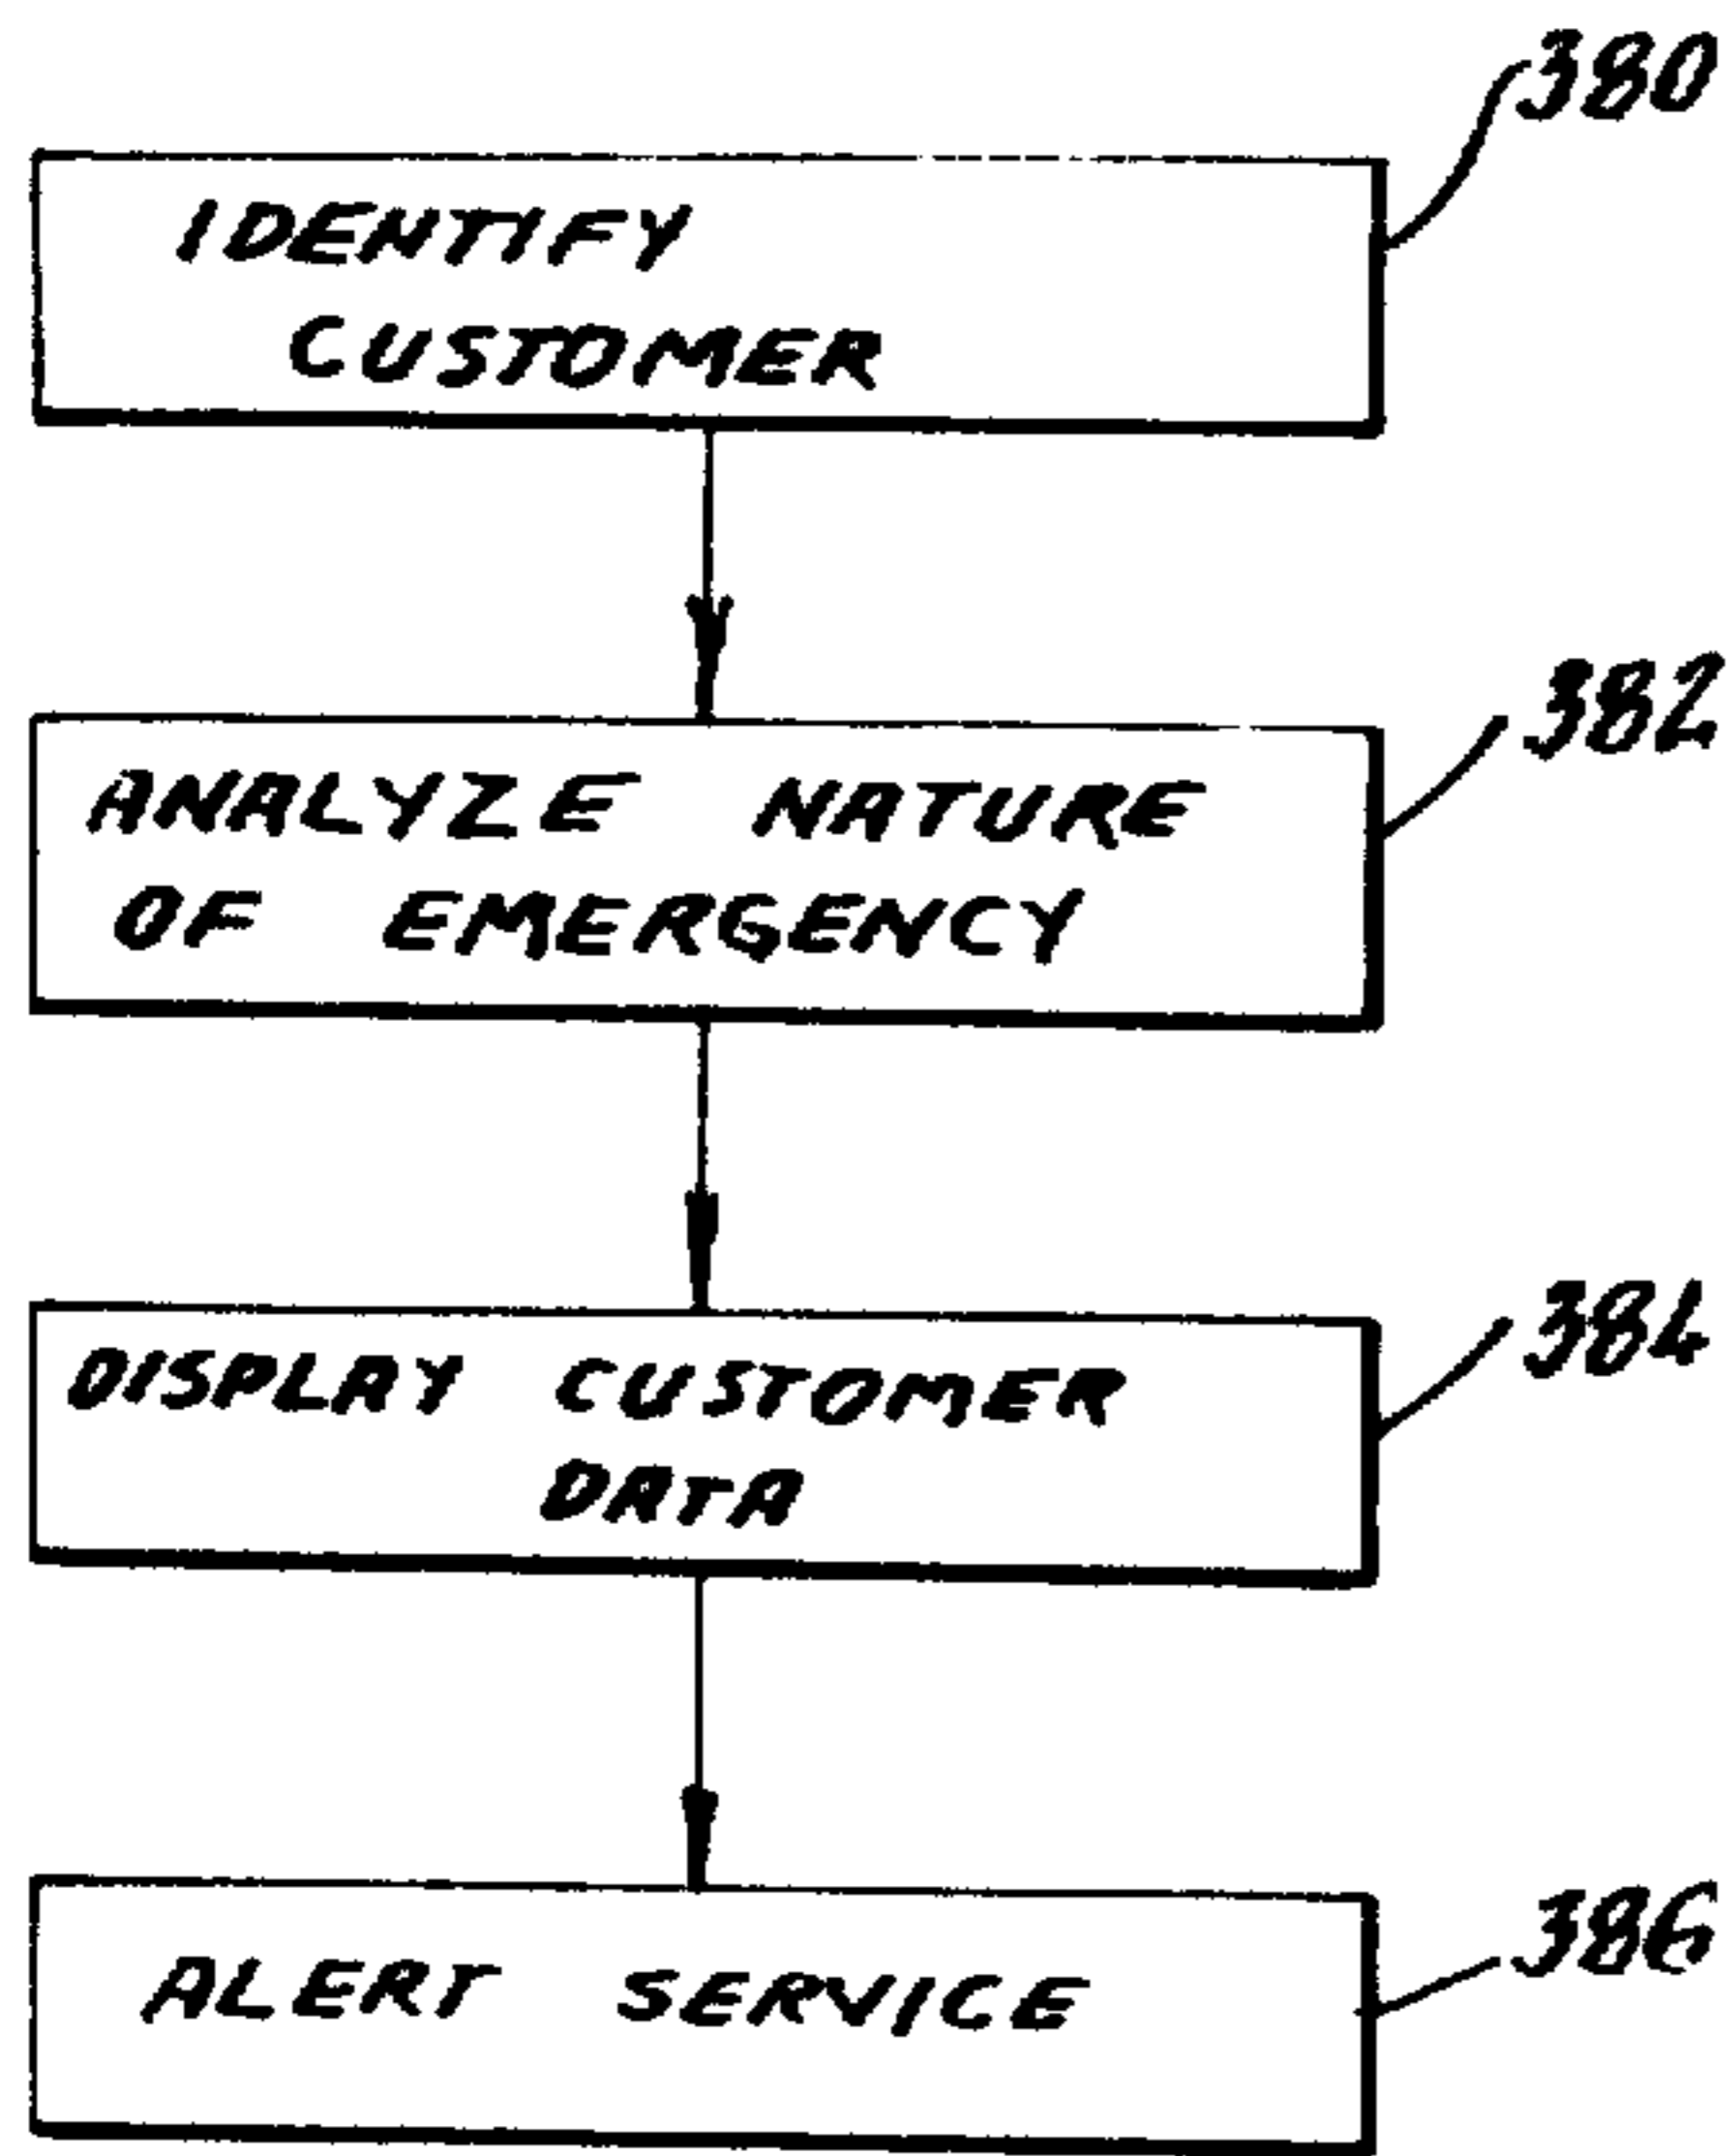 380
IDENTIFY
CUSTOMER
382
ANALYZE NATURE
OF EMERGENCY
384
DISPLAY CUSTOMER
DATA
386
ALERT SERVICE